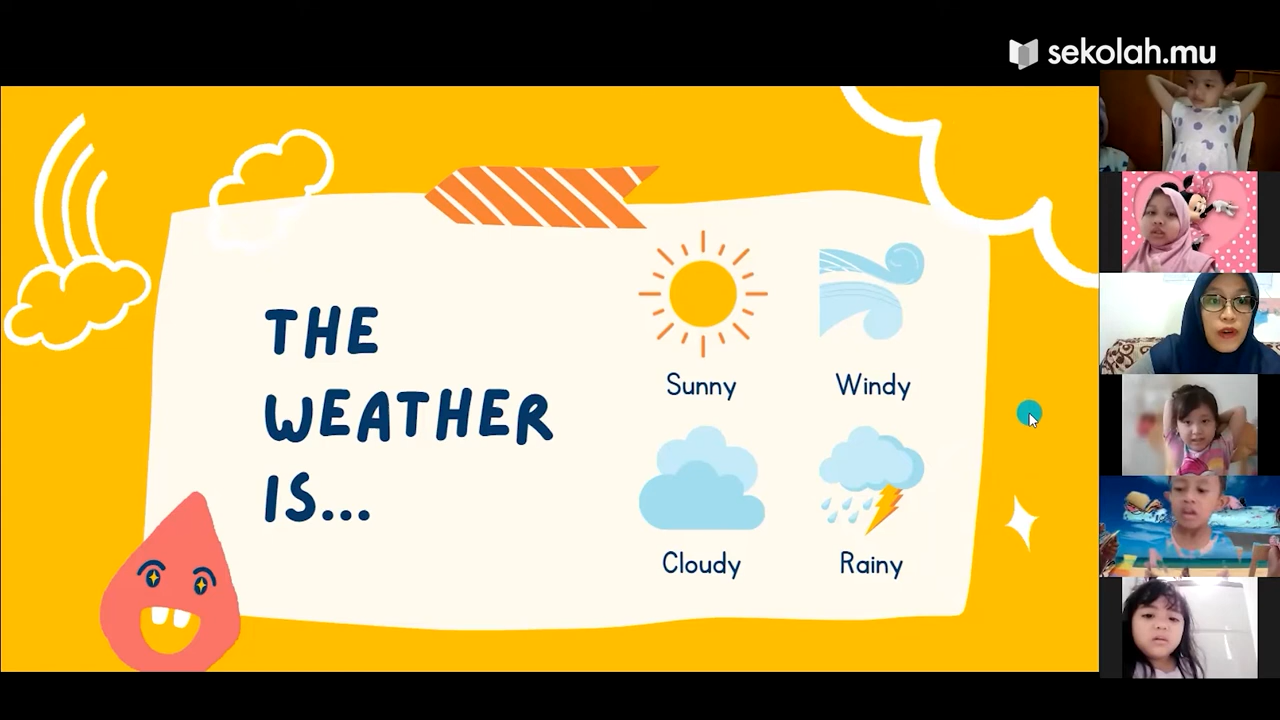 sekolah.mu
THE
WEATHER
IS...
Sunny
Windy
Cloudy
Rainy